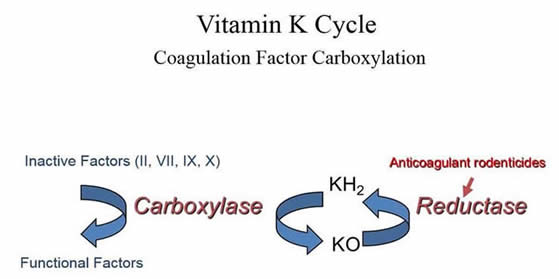 Vitamin K Cycle
Coagulation Factor Carboxylation
Inactive Factors (II, VII, IX, X)
Anticoagulant rodenticides
Carboxylase
KH₂
Reductase
KO
Functional Factors